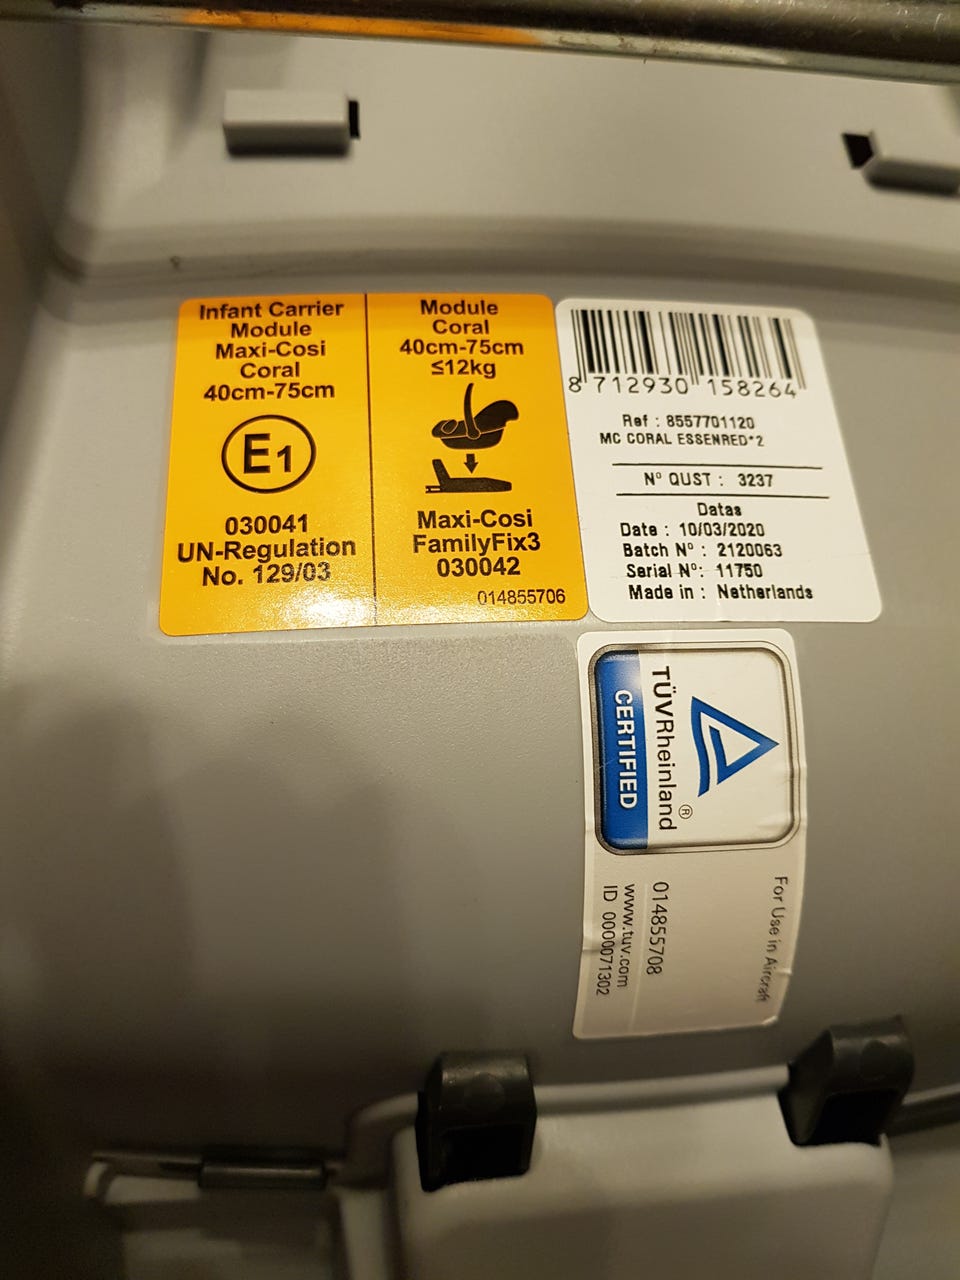 Infant Carrier
Module
Maxi-Cosi
Coral
40cm-75cm
E1
030041
UN-Regulation
No. 129/03
Module
Coral
40cm-75cm
≤12kg
Maxi-Cosi
FamilyFix3
030042
014855706
8 712930 158264
Ref : 8557701120
MC CORAL ESSENRED*2
Nº QUST : 3237
Datas
Date : 10/03/2020
Batch Nº : 2120063
Serial Nº: 11750
Made in : Netherlands
TÜVRheinland®
CERTIFIED
For Use in Aircraft
014855708
www.tuv.com
ID 0000071302